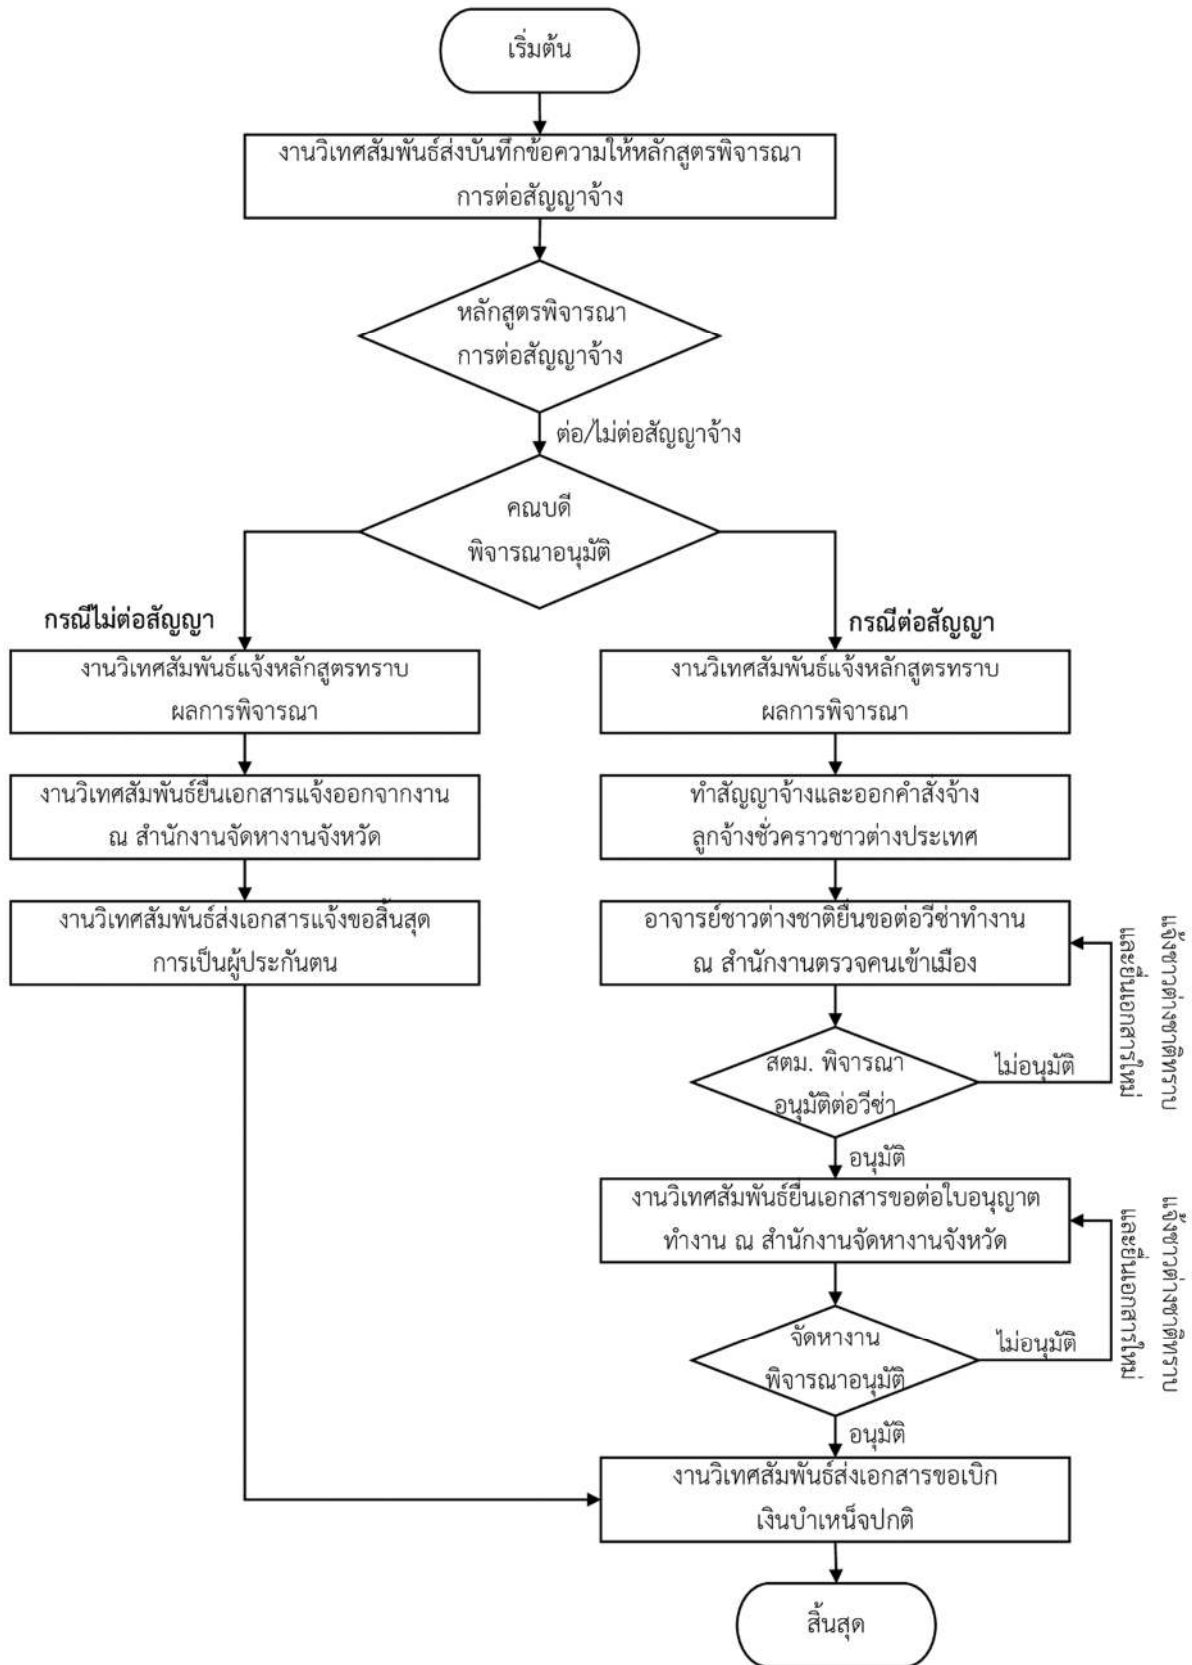 เริ่มต้น
งานวิเทศสัมพันธ์ส่งบันทึกข้อความให้หลักสูตรพิจารณา
การต่อสัญญาจ้าง
หลักสูตรพิจารณา
การต่อสัญญาจ้าง
ต่อ/ไม่ต่อสัญญาจ้าง
คณบดี
พิจารณาอนุมัติ
กรณีไม่ต่อสัญญา
งานวิเทศสัมพันธ์แจ้งหลักสูตรทราบ
ผลการพิจารณา
งานวิเทศสัมพันธ์ยื่นเอกสารแจ้งออกจากงาน
ณ สำนักงานจัดหางานจังหวัด
งานวิเทศสัมพันธ์ส่งเอกสารแจ้งขอสิ้นสุด
การเป็นผู้ประกันตน
กรณีต่อสัญญา
งานวิเทศสัมพันธ์แจ้งหลักสูตรทราบ
ผลการพิจารณา
ทำสัญญาจ้างและออกคำสั่งจ้าง
ลูกจ้างชั่วคราวชาวต่างประเทศ
อาจารย์ชาวต่างชาติยื่นขอต่อวีซ่าทำงาน
ณ สำนักงานตรวจคนเข้าเมือง
สตม. พิจารณา
อนุมัติต่อวีซ่า
ไม่อนุมัติ
แจ้งชาวต่างชาติทราบ
และยื่นเอกสารใหม่
อนุมัติ
งานวิเทศสัมพันธ์ยื่นเอกสารขอต่อใบอนุญาต
ทำงาน ณ สำนักงานจัดหางานจังหวัด
จัดหางาน
พิจารณาอนุมัติ
ไม่อนุมัติ
แจ้งชาวต่างชาติทราบ
และยื่นเอกสารใหม่
อนุมัติ
งานวิเทศสัมพันธ์ส่งเอกสารขอเบิก
เงินบำเหน็จปกติ
สิ้นสุด